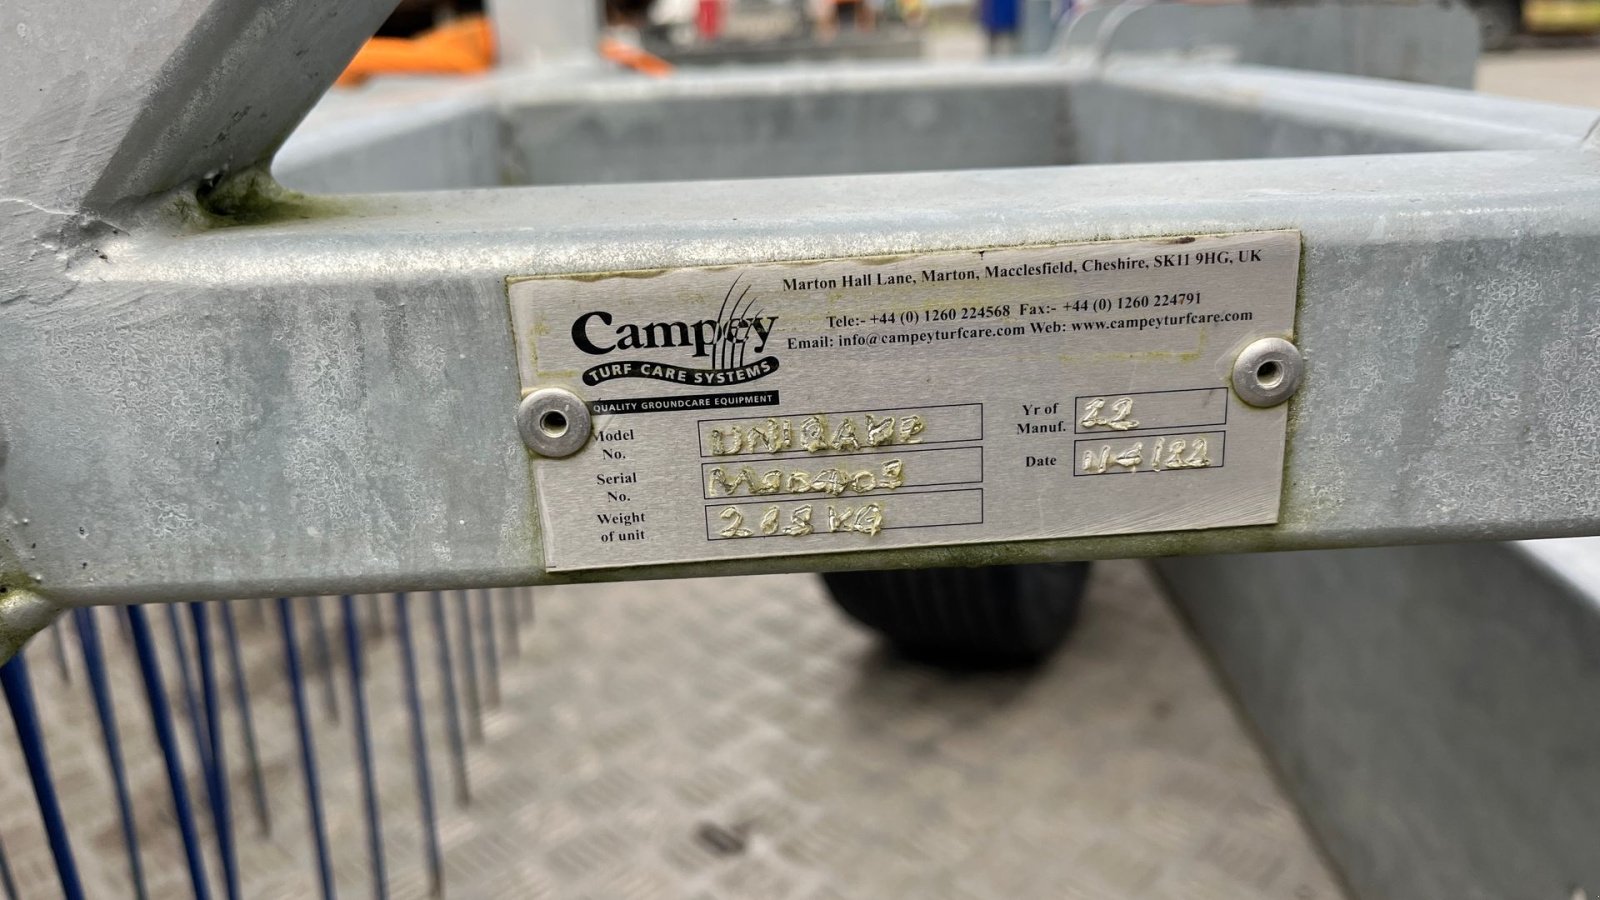 Marton Hall Lane, Marton, Macclesfield, Cheshire, SK11 9HG, UK
Tele:- +44 (0) 1260 224568 Fax:- +44 (0) 1260 224791
Email: info@campeyturfcare.com Web: www.campeyturfcare.com
Campey
TURF CARE SYSTEMS
QUALITY GROUNDCARE EQUIPMENT
Model
No.
UNIRAKE
Serial
No.
Weight
of unit
KG
Yr of
Manuf.
22
Date